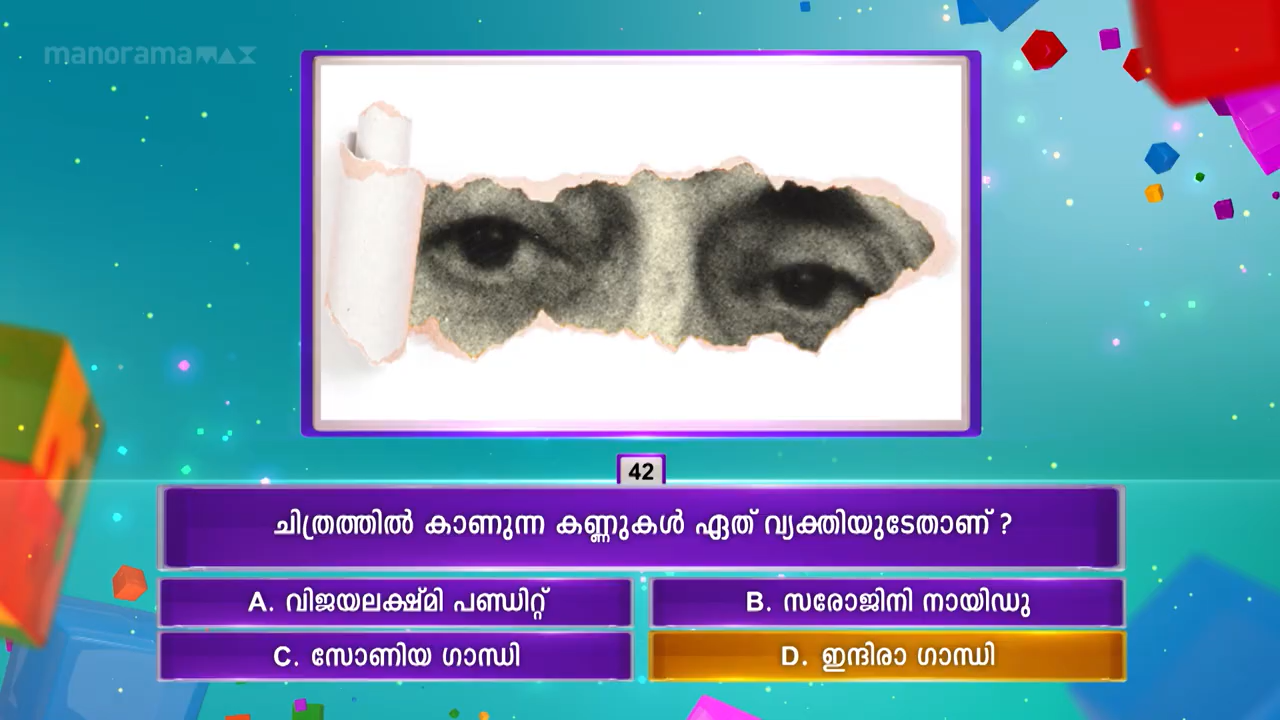 manoramaMAX
42
ചിത്രത്തിൽ കാണുന്ന കണ്ണുകൾ ഏത് വ്യക്തിയുടേതാണ് ?
A. വിജയലക്ഷ്മി പണ്ഡിറ്റ്
B. സരോജിനി നായിഡു
C. സോണിയ ഗാന്ധി
D. ഇന്ദിരാ ഗാന്ധി